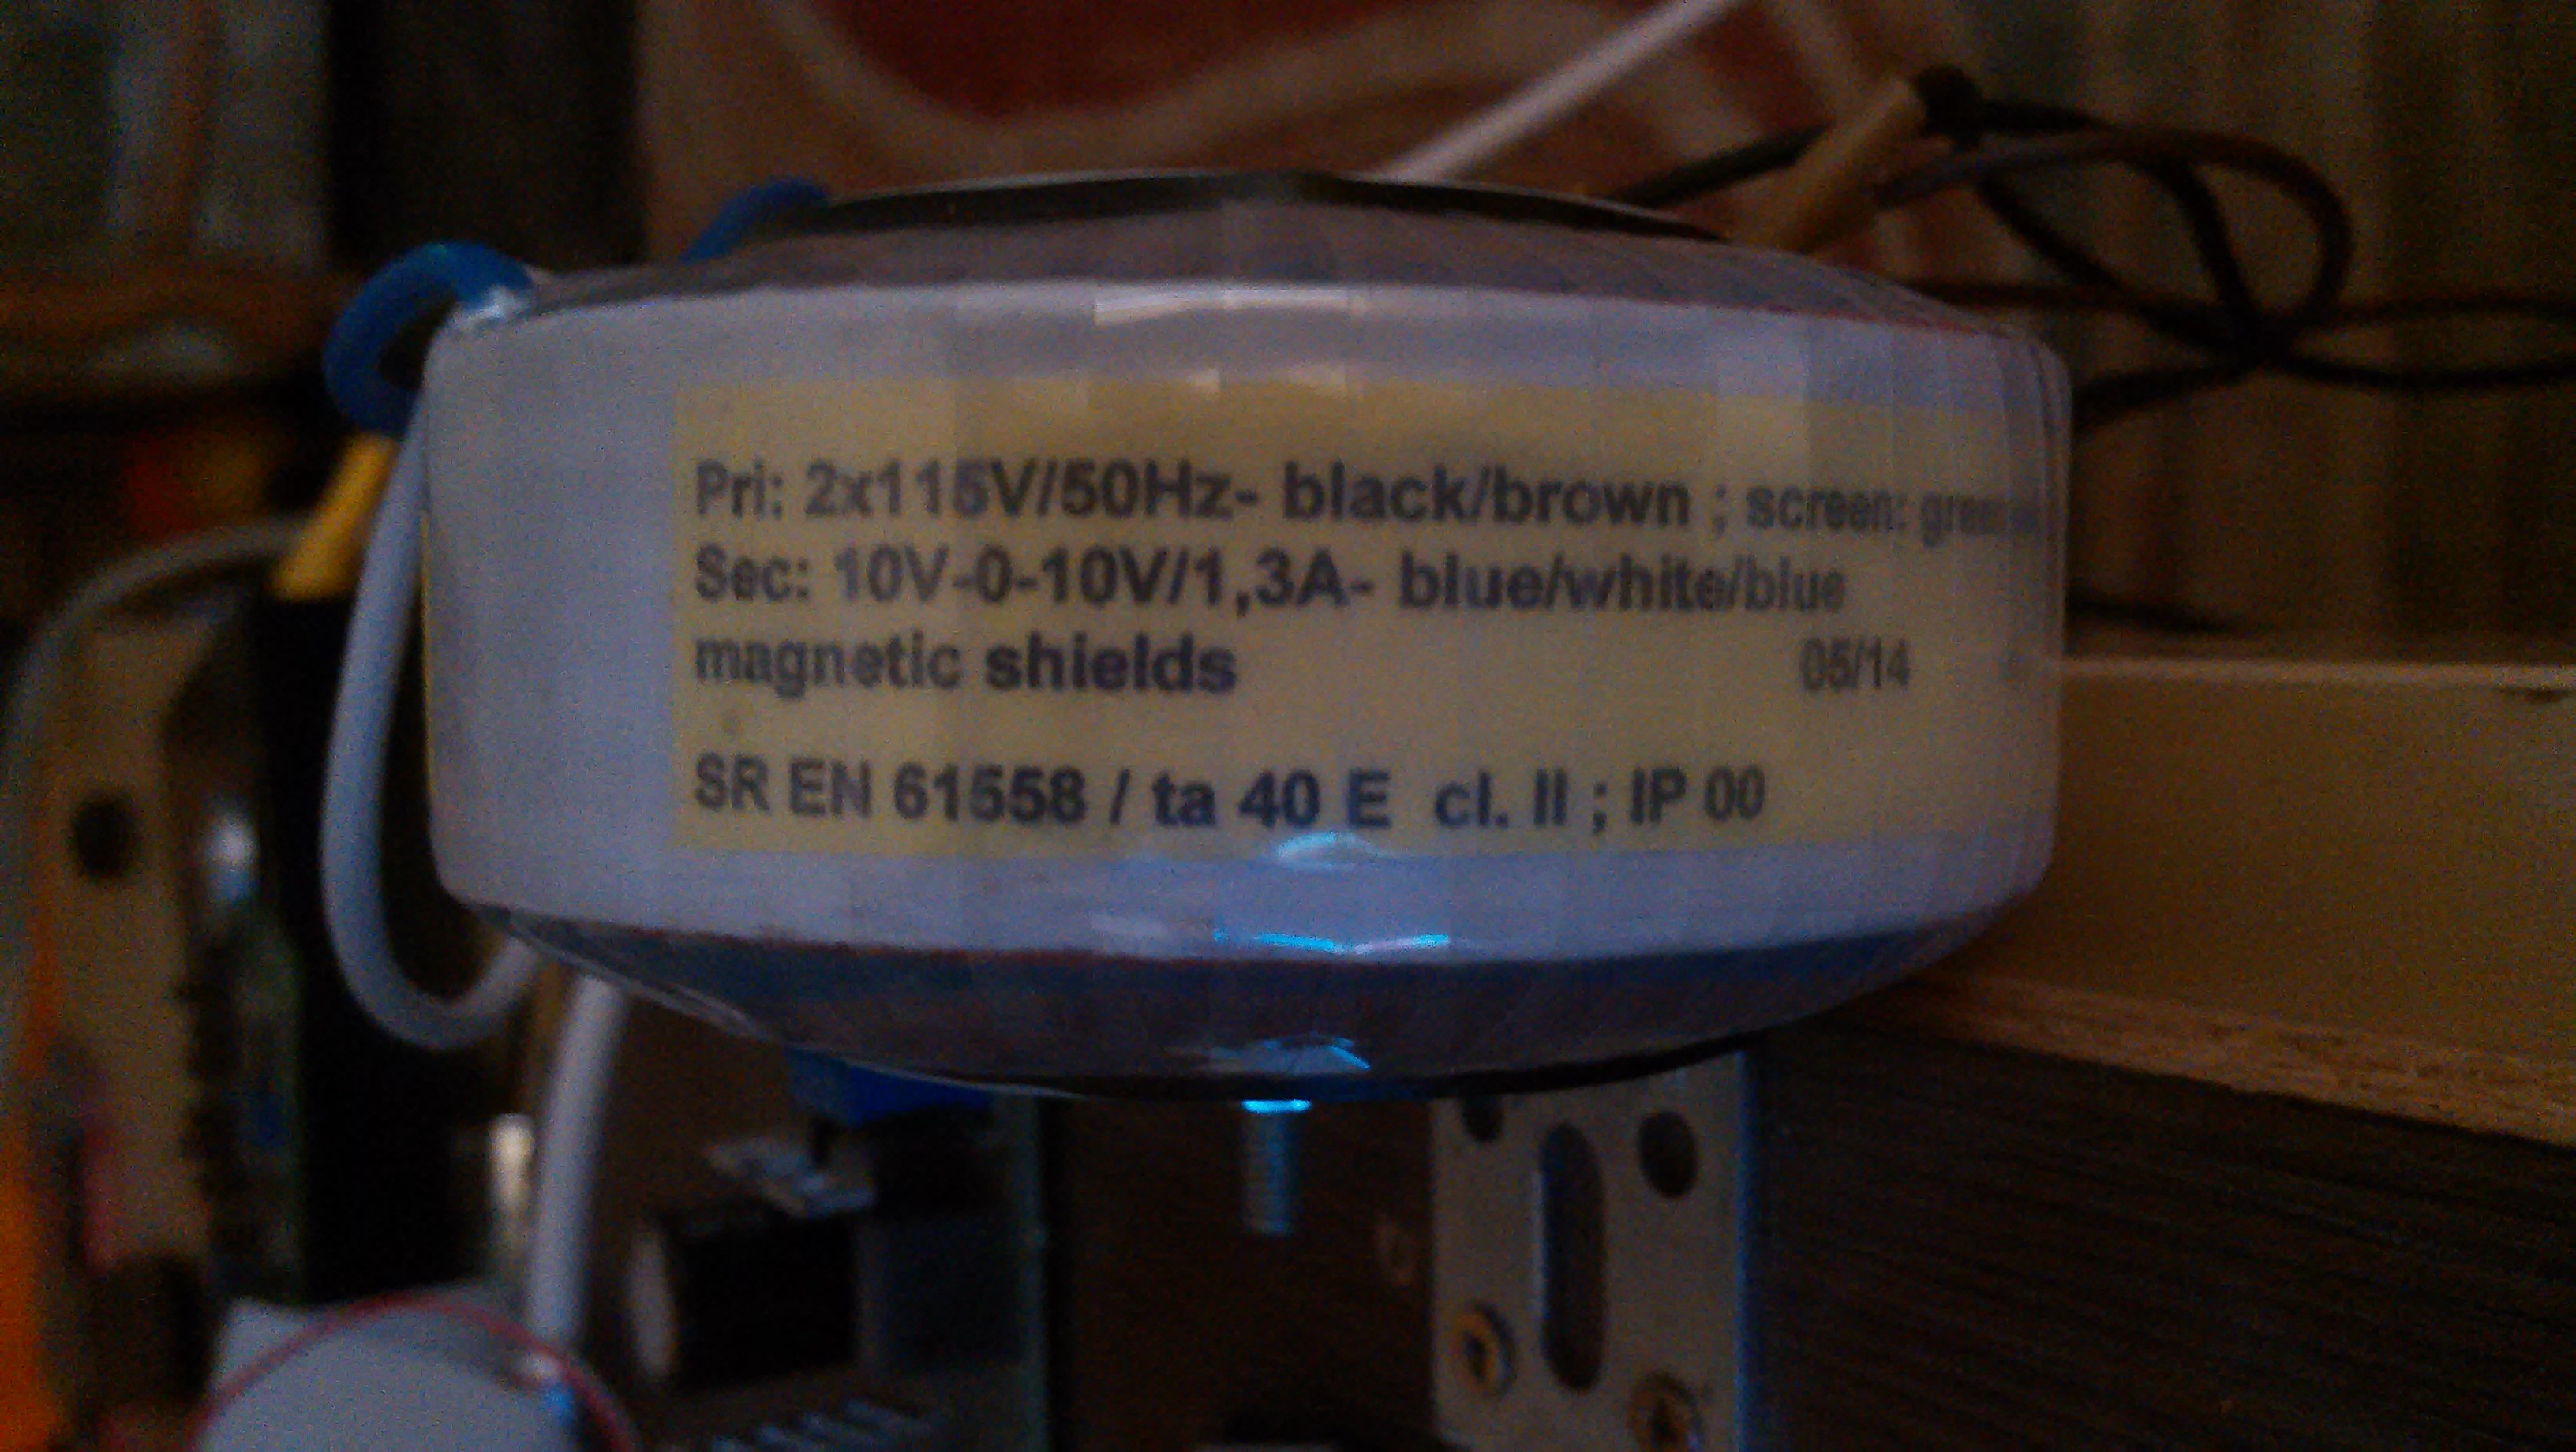 Pri: 2x115V/50Hz- black/brown ; screen:
Sec: 10V-0-10V/1,3A- blue/white/blue
magnetic shields 05/14
SR EN 61558 / ta 40 E cl. II ; IP 00